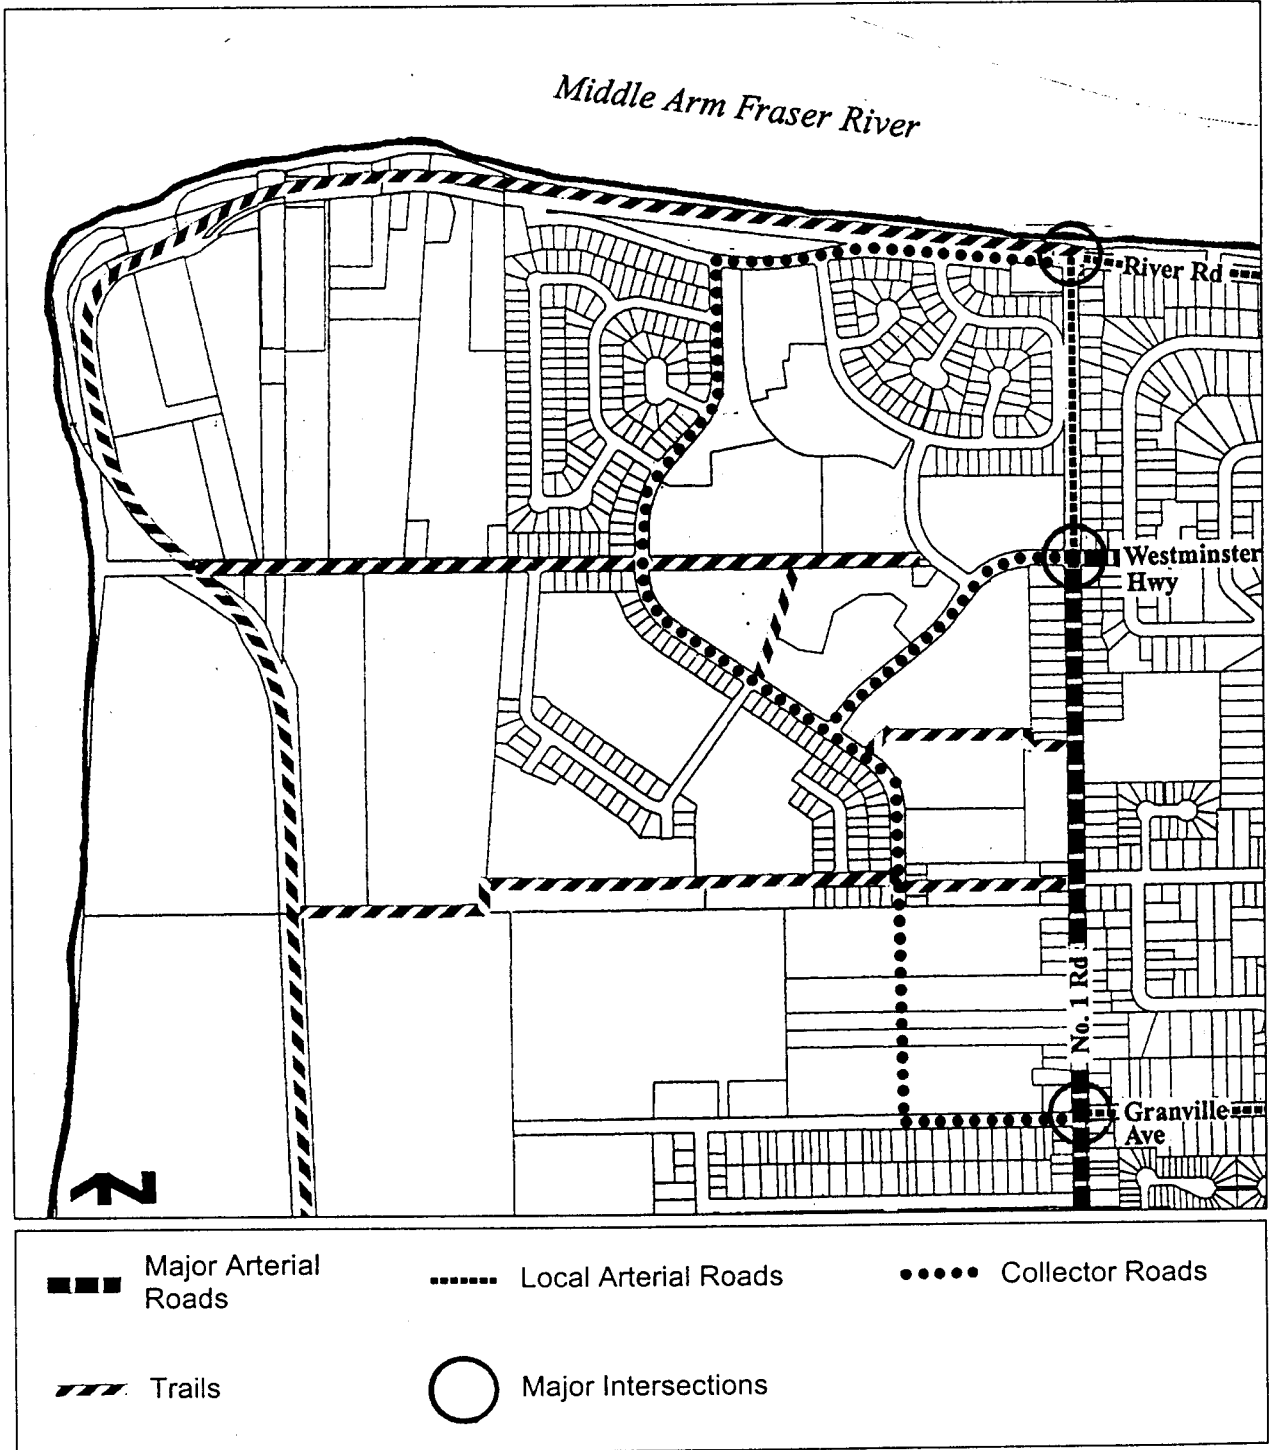 Middle Arm Fraser River
River Rd
Westminster
Hwy
No. 1 Rd
Granville
Ave
Major Arterial
Roads
Local Arterial Roads
Collector Roads
Trails
Major Intersections